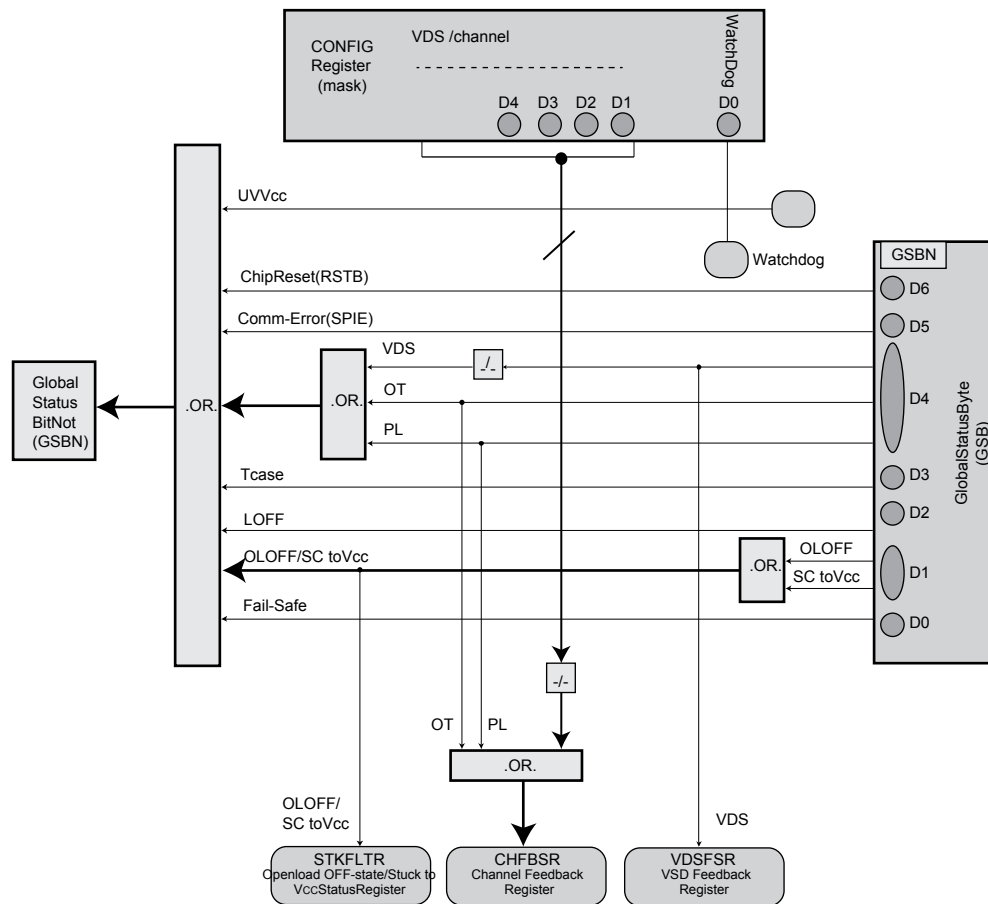 CONFIG
Register
(mask)
VDS /channel
WatchDog
D4
D3
D2
D1
D0
UVVcc
Watchdog
GSBN
ChipReset(RSTB)
D6
Comm-Error(SPIE)
D5
VDS
-/-
OT
PL
.OR.
D4
Global
Status
BitNot
(GSBN)
.OR.
GlobalStatusByte
(GSB)
Tcase
D3
LOFF
D2
OLOFF/SC toVcc
.OR.
OLOFF
SC toVcc
D1
Fail-Safe
D0
-/-
OT
PL
.OR.
OLOFF/
SC toVcc
VDS
STKFLTR
Openload OFF-state/Stuck to
VccStatusRegister
CHFBSR
Channel Feedback
Register
VDSFSR
VSD Feedback
Register